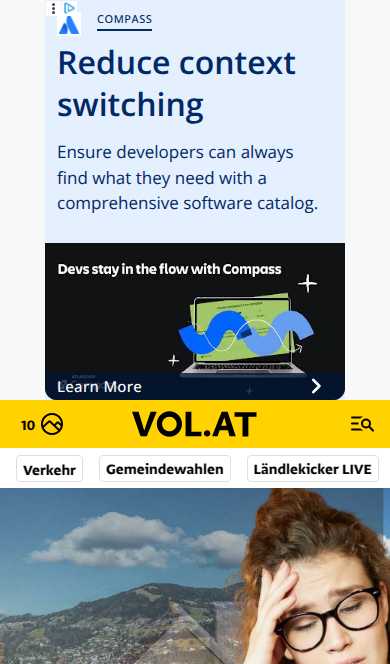 COMPASS
Reduce context
switching
Ensure developers can always
find what they need with a
comprehensive software catalog.
Devs stay in the flow with Compass
Learn More
10
VOL.AT
Verkehr
Gemeindewahlen
Ländlekicker LIVE